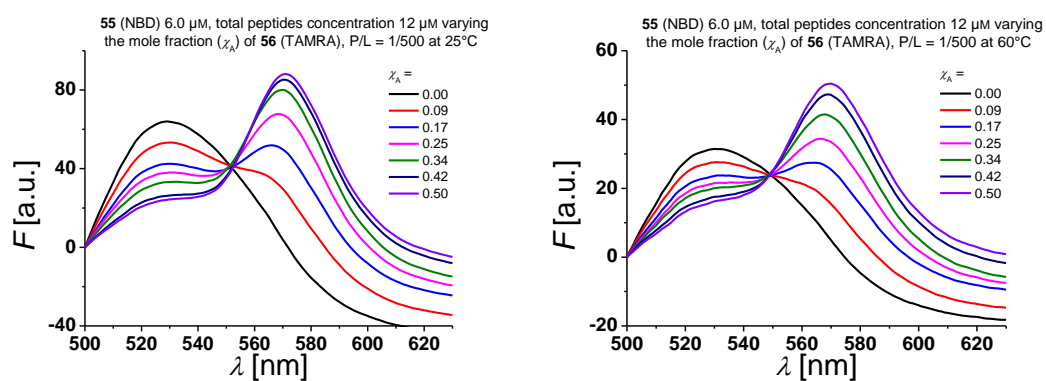 55 (NBD) 6.0 µM, total peptides concentration 12 µM varying
the mole fraction (χA) of 56 (TAMRA), P/L = 1/500 at 25°C
χA =
0.00
0.09
0.17
0.25
0.34
0.42
0.50
80
40
0
-40
F [a.u.]
500 520 540 560 580 600 620
λ [nm]
55 (NBD) 6.0 µM, total peptides concentration 12 µM varying
the mole fraction (χA) of 56 (TAMRA), P/L = 1/500 at 60°C
χA =
0.00
0.09
0.17
0.25
0.34
0.42
0.50
60
40
20
0
-20
F [a.u.]
500 520 540 560 580 600 620
λ [nm]